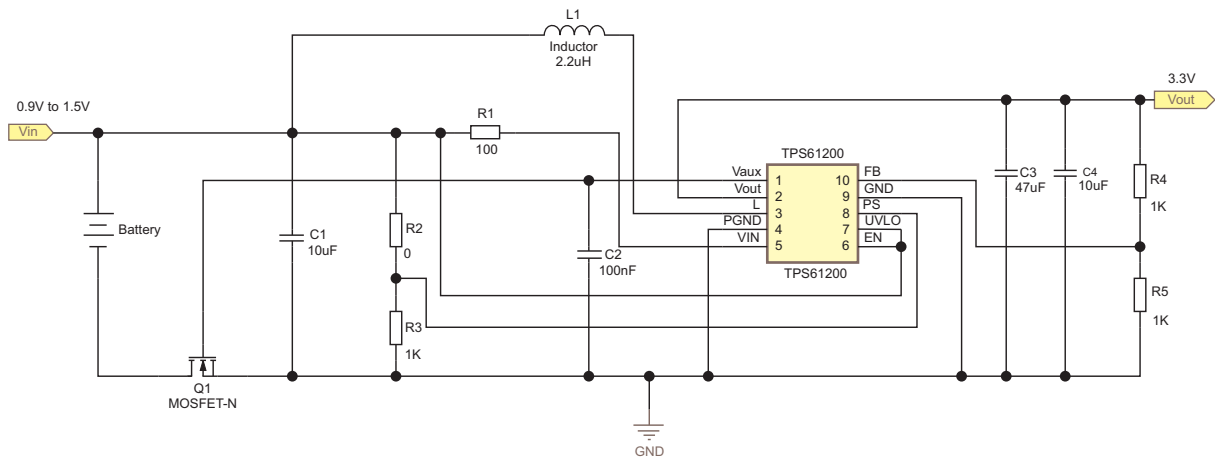 L1
Inductor
2.2uH
0.9V to 1.5V
Vin
3.3V
Vout
R1
100
TPS61200
Vaux 1 10 FB
Vout 2 9 GND
L 3 8 PS
PGND 4 7 UVLO
VIN 5 6 EN
TPS61200
C3
47uF
C4
10uF
R4
1K
Battery
C1
10uF
R2
0
C2
100nF
R5
1K
R3
1K
Q1
MOSFET-N
GND